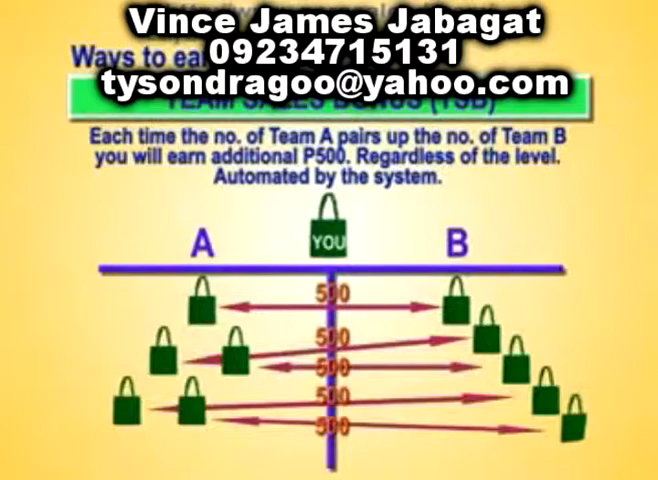 Vince James Jabagat
Ways to ea
09234715131
tysondragoo@yahoo.com
TEAM SALES BONUS (TSB)
Each time the no. of Team A pairs up the no. of Team B
you will earn additional P500. Regardless of the level.
Automated by the system.
A YOU B
500
500
500
500
500